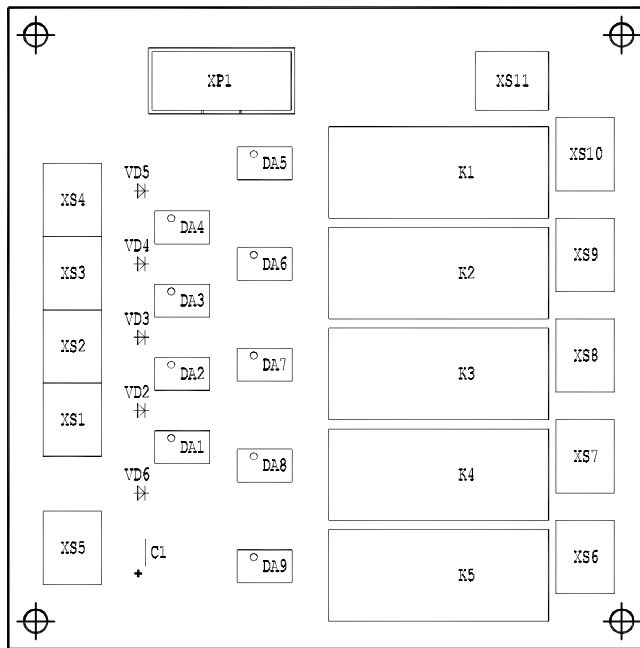 XP1
XS11
XS10
DA5
VD5
K1
XS4
DA4
VD4
XS9
DA6
XS3
K2
DA3
VD3
XS2
XS8
DA7
DA2
K3
VD2
XS1
DA1
XS7
DA8
VD6
K4
XS5
C1
+
XS6
DA9
K5